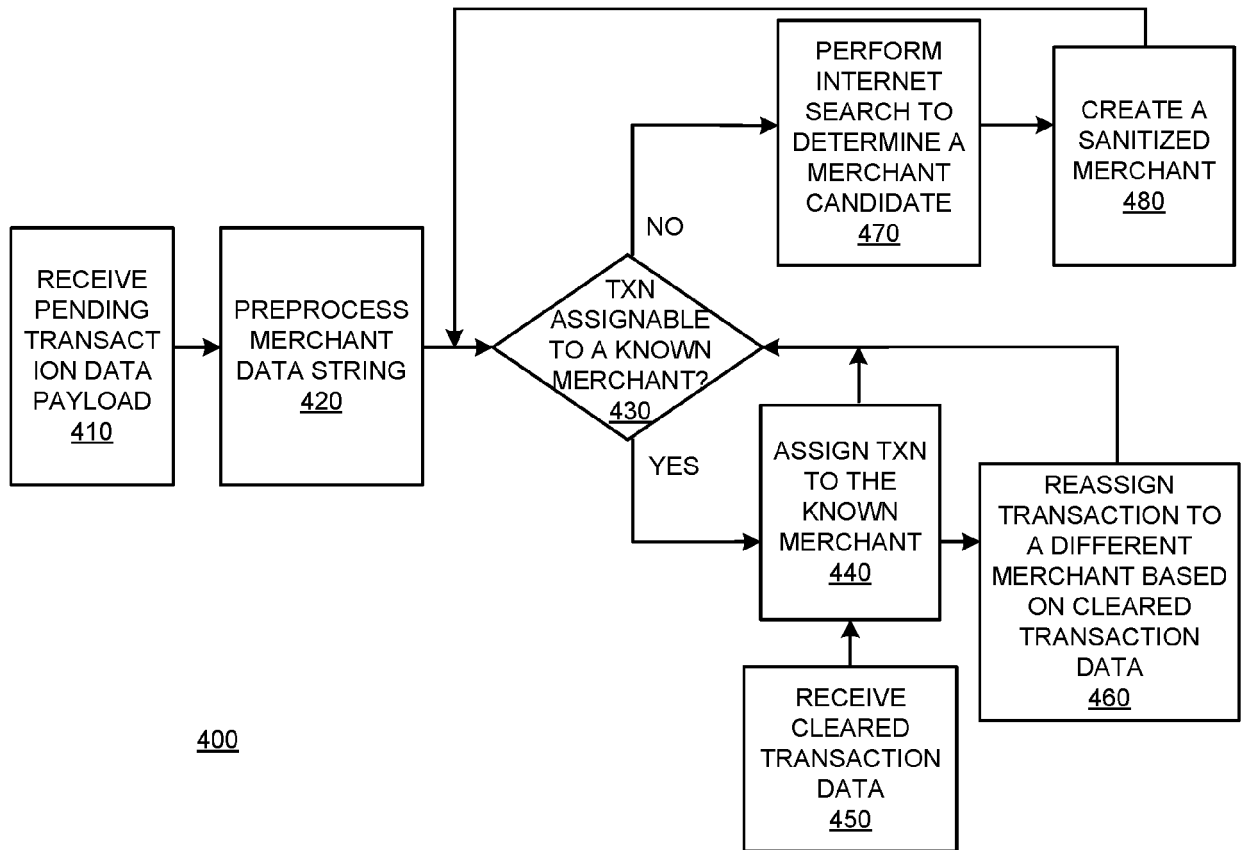 RECEIVE
PENDING
TRANSACT
ION DATA
PAYLOAD
410
PREPROCESS
MERCHANT
DATA STRING
420
TXN
ASSIGNABLE
TO A KNOWN
MERCHANT?
430
NO
YES
PERFORM
INTERNET
SEARCH TO
DETERMINE A
MERCHANT
CANDIDATE
470
CREATE A
SANITIZED
MERCHANT
480
ASSIGN TXN
TO THE
KNOWN
MERCHANT
440
REASSIGN
TRANSACTION TO
A DIFFERENT
MERCHANT BASED
ON CLEARED
TRANSACTION
DATA
460
RECEIVE
CLEARED
TRANSACTION
DATA
450
400